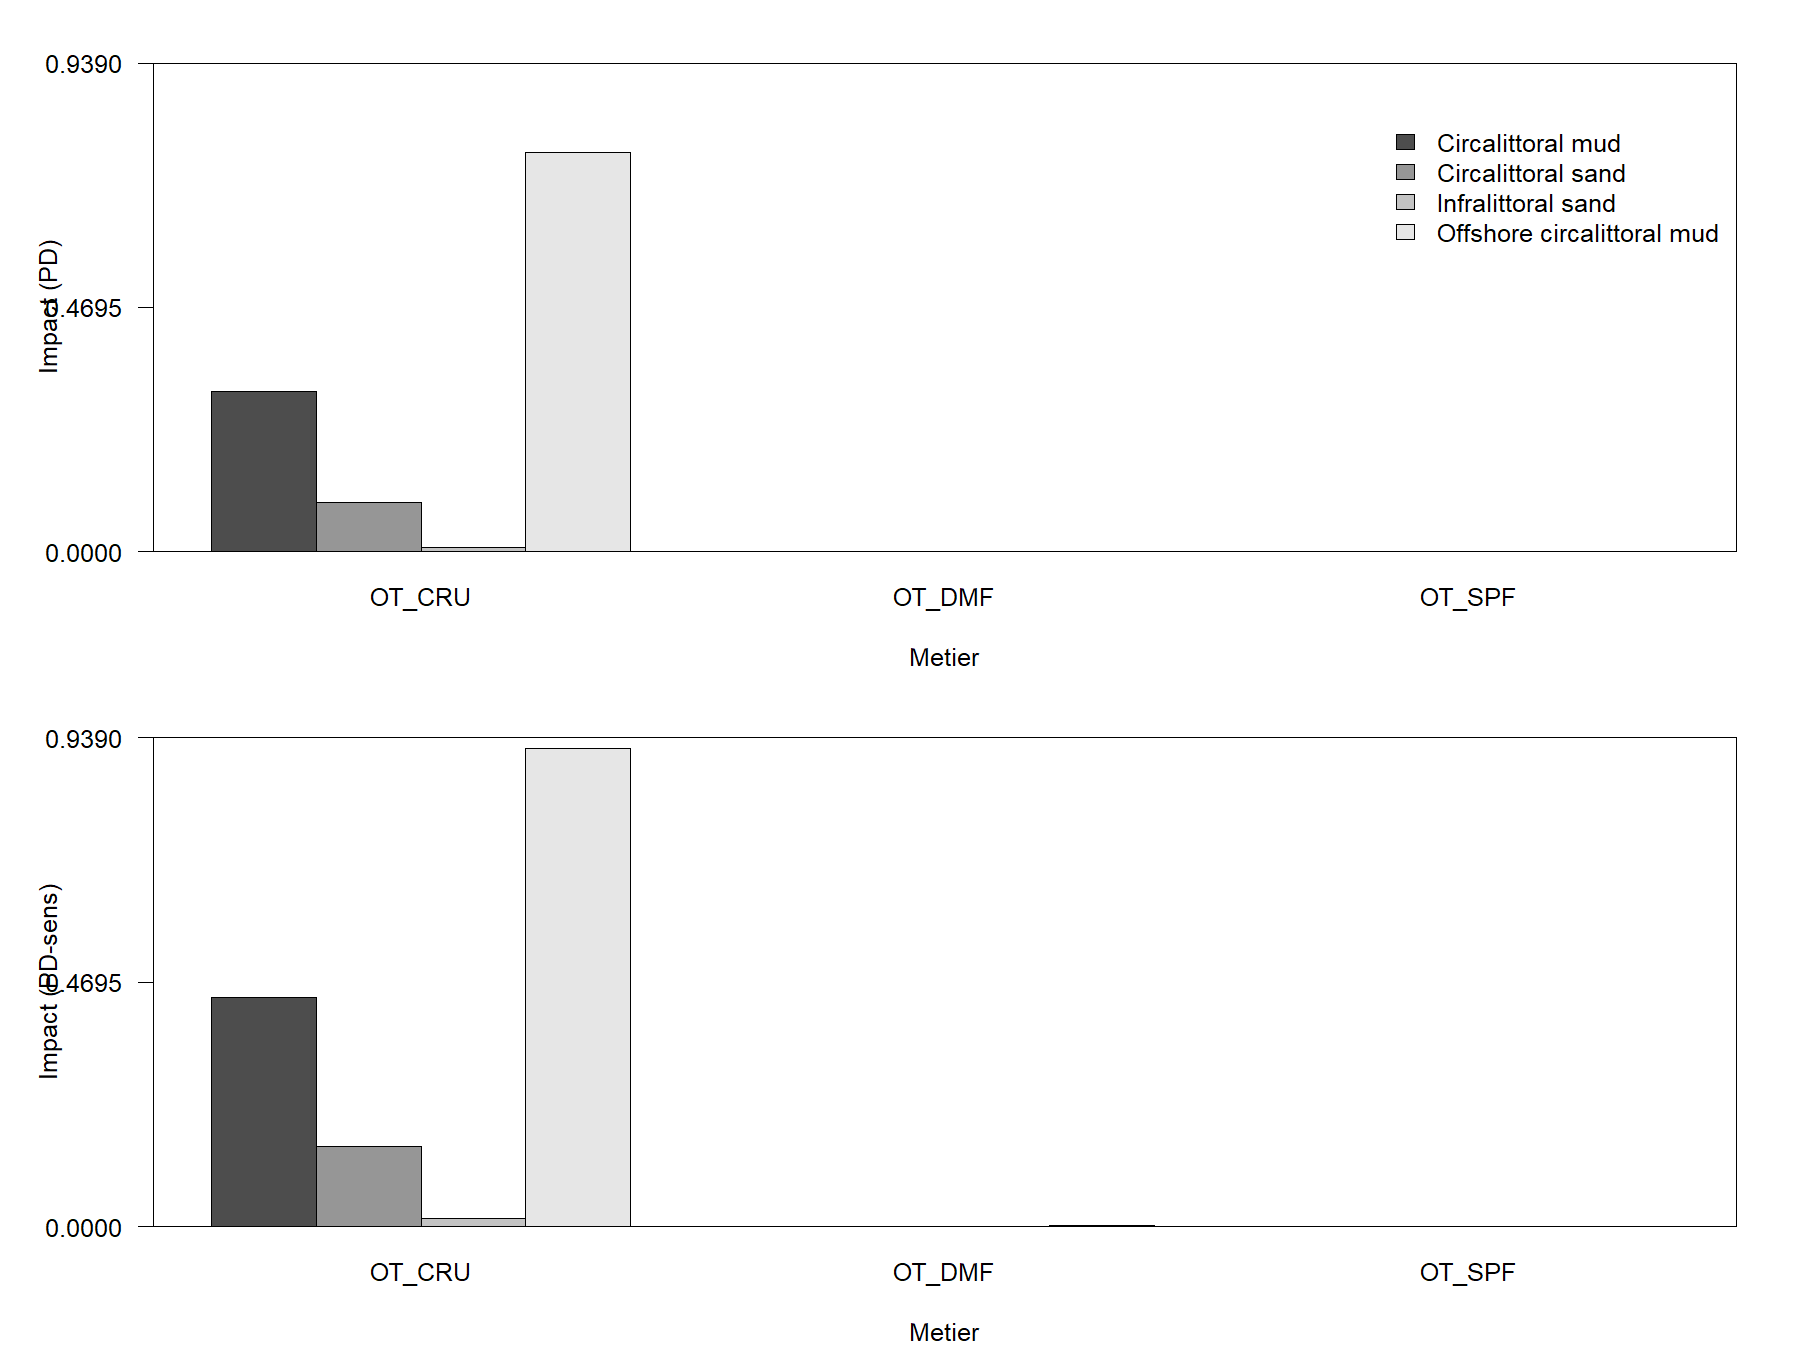 0.9390
0.4695
0.0000
Impact (PD)
Circalittoral mud
Circalittoral sand
Infralittoral sand
Offshore circalittoral mud
OT_CRU
OT_DMF
OT_SPF
Metier
0.9390
0.4695
0.0000
Impact (PD-sens)
OT_CRU
OT_DMF
OT_SPF
Metier